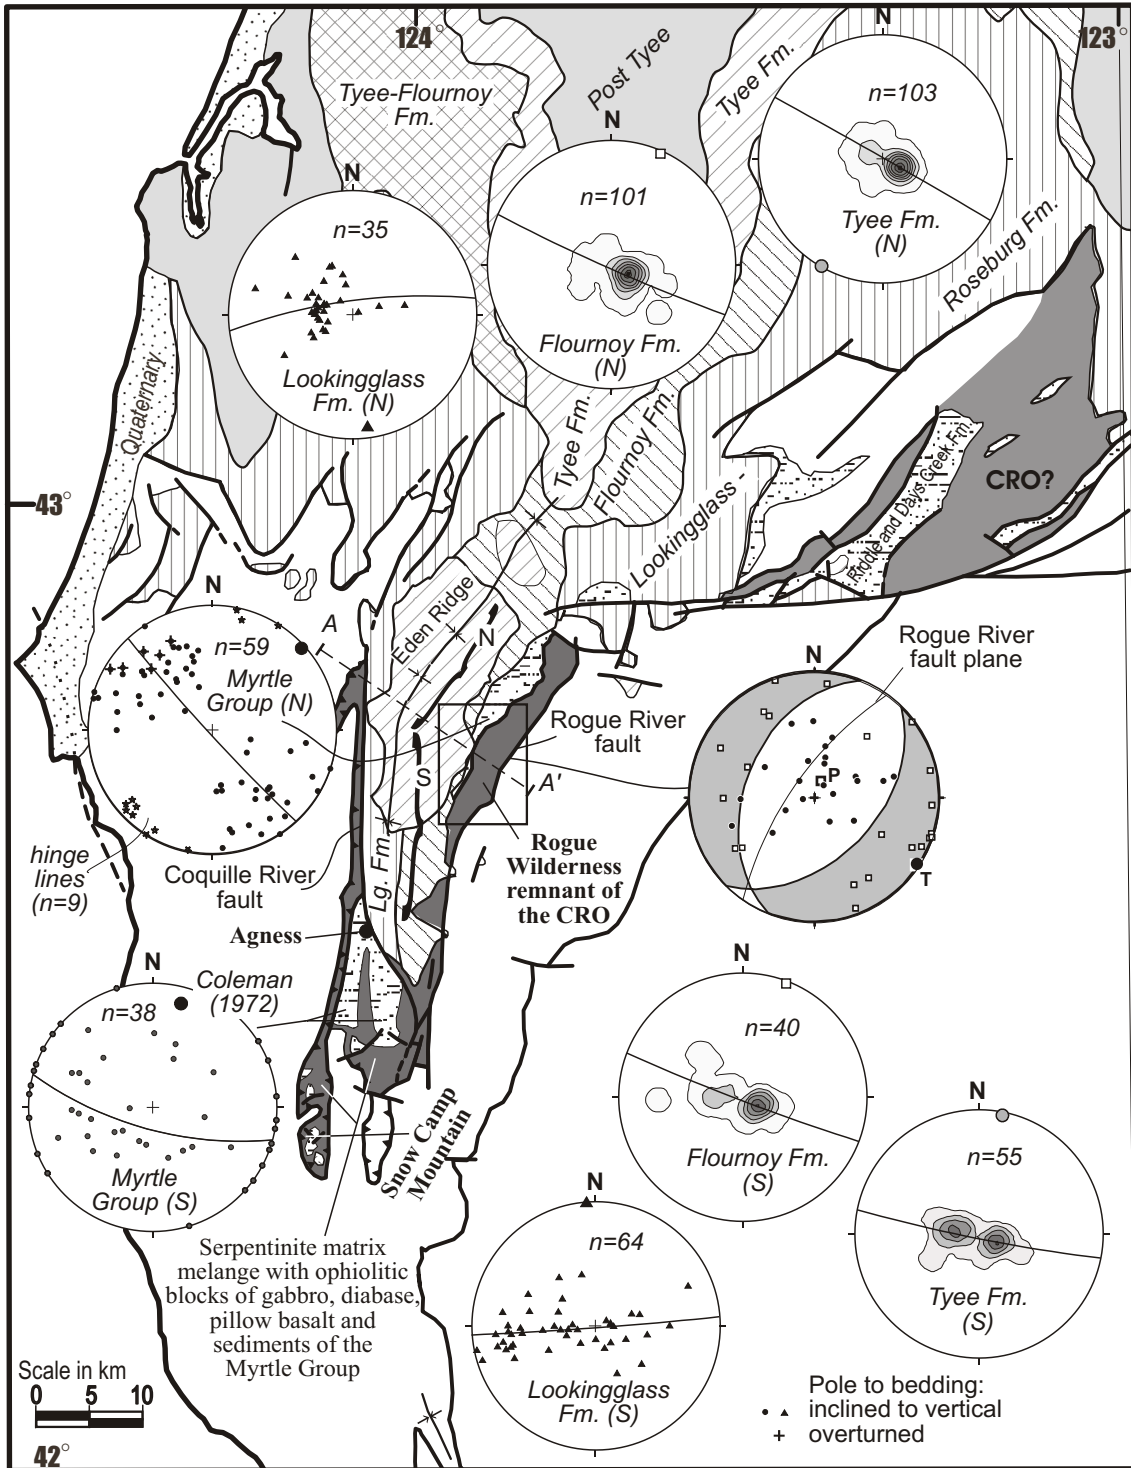 124°
123°
43°
42°
Tyee-Flournoy
Fm.
Post Tyee
Tyee Fm.
N
n=103
Tyee Fm.
(N)
N
n=101
Flournoy Fm.
(N)
N
n=35
Lookingglass
Fm. (N)
Roseburg Fm.
Quaternary
Tyee Fm.
Flournoy Fm.
Lookingglass -
Riddle and Days Creek Fm.
CRO?
Eden Ridge
N
S
A
A'
N
n=59
Myrtle
Group (N)
hinge
lines
(n=9)
Rogue River
fault
Rogue River
fault plane
N
P
T
Rogue
Wilderness
remnant of
the CRO
Coquille River
fault
Lg. Fm.
Agness
Coleman
(1972)
N
n=38
Myrtle
Group (S)
Snow Camp
Mountain
N
n=40
Flournoy Fm.
(S)
N
n=55
Tyee Fm.
(S)
N
n=64
Lookingglass
Fm. (S)
Serpentinite matrix
melange with ophiolitic
blocks of gabbro, diabase,
pillow basalt and
sediments of the
Myrtle Group
Scale in km
0 5 10
Pole to bedding:
inclined to vertical
overturned